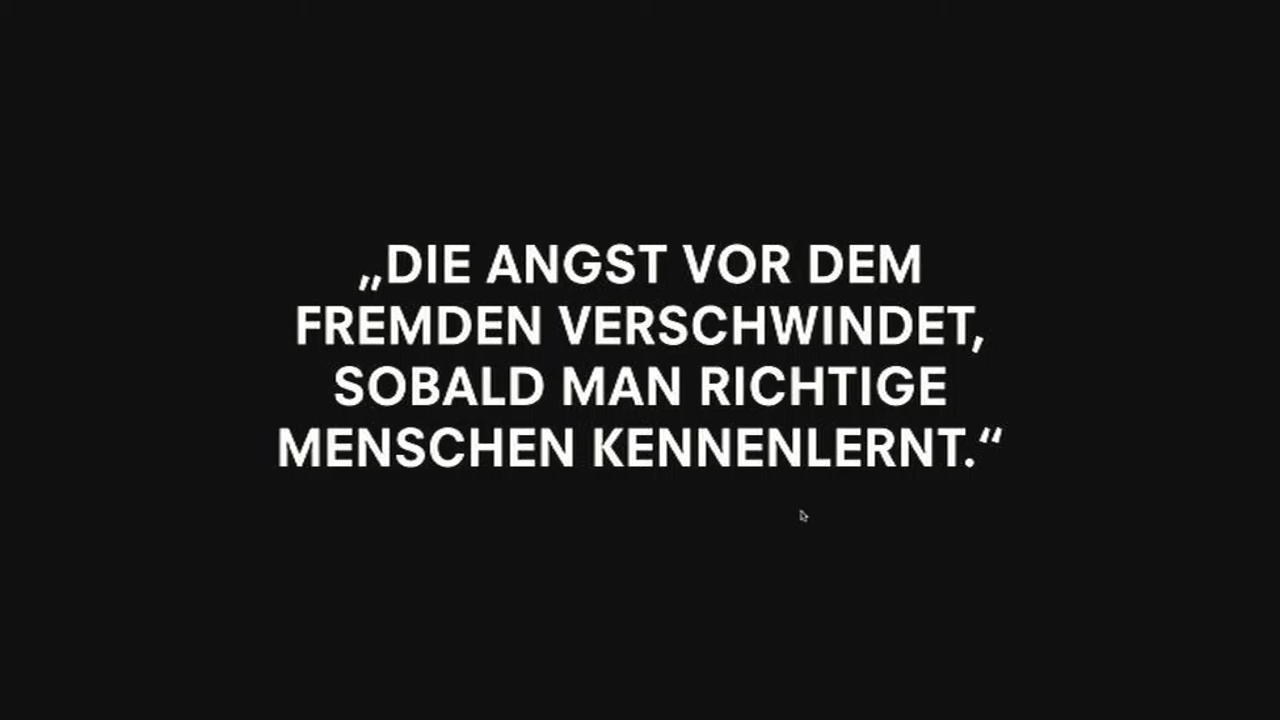 „DIE ANGST VOR DEM
FREMDEN VERSCHWINDET,
SOBALD MAN RICHTIGE
MENSCHEN KENNENLERNT.“